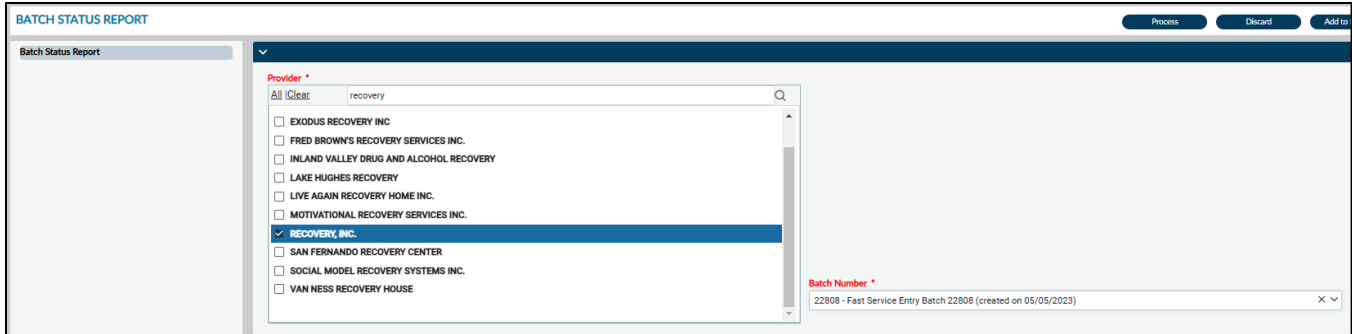 BATCH STATUS REPORT
Process
Discard
Add to
Batch Status Report
Provider *
All |Clear
recovery
EXODUS RECOVERY INC
FRED BROWN'S RECOVERY SERVICES INC.
INLAND VALLEY DRUG AND ALCOHOL RECOVERY
LAKE HUGHES RECOVERY
LIVE AGAIN RECOVERY HOME INC.
MOTIVATIONAL RECOVERY SERVICES INC.
RECOVERY, INC.
SAN FERNANDO RECOVERY CENTER
SOCIAL MODEL RECOVERY SYSTEMS INC.
VAN NESS RECOVERY HOUSE
Batch Number *
22808 - Fast Service Entry Batch 22808 (created on 05/05/2023)